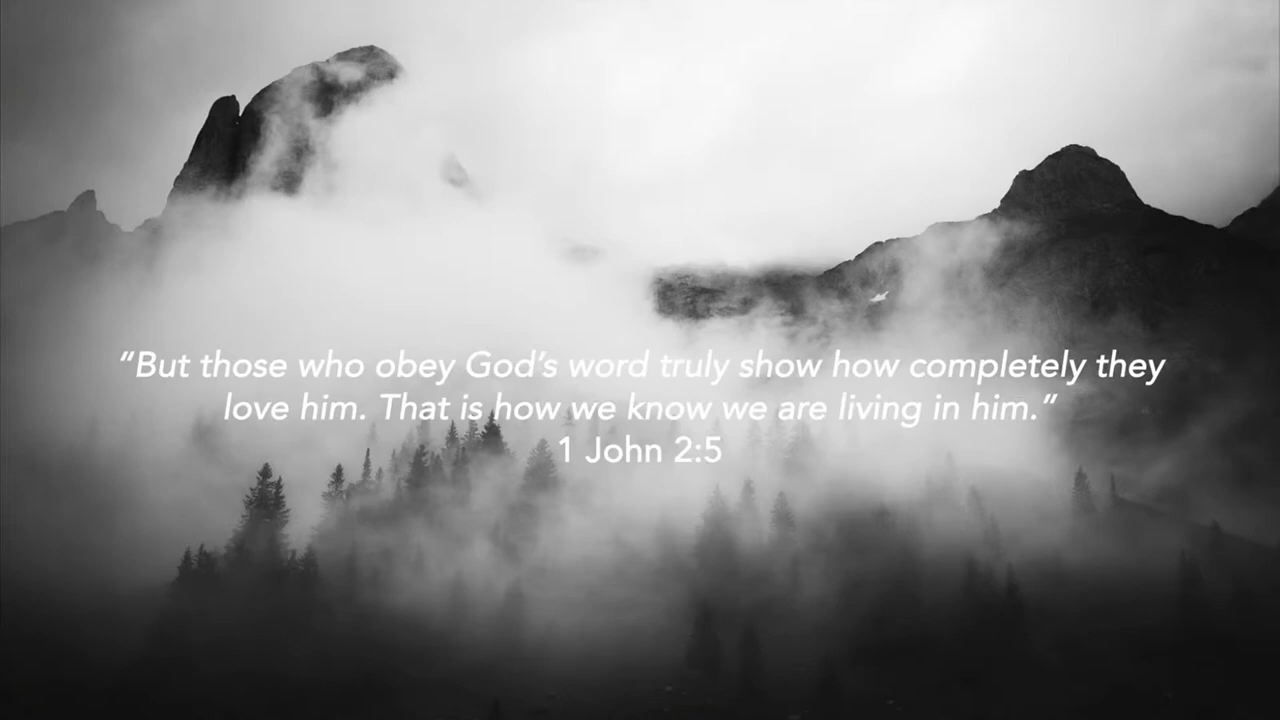 “But those who obey God’s word truly show how completely they
love him. That is how we know we are living in him.”
1 John 2:5